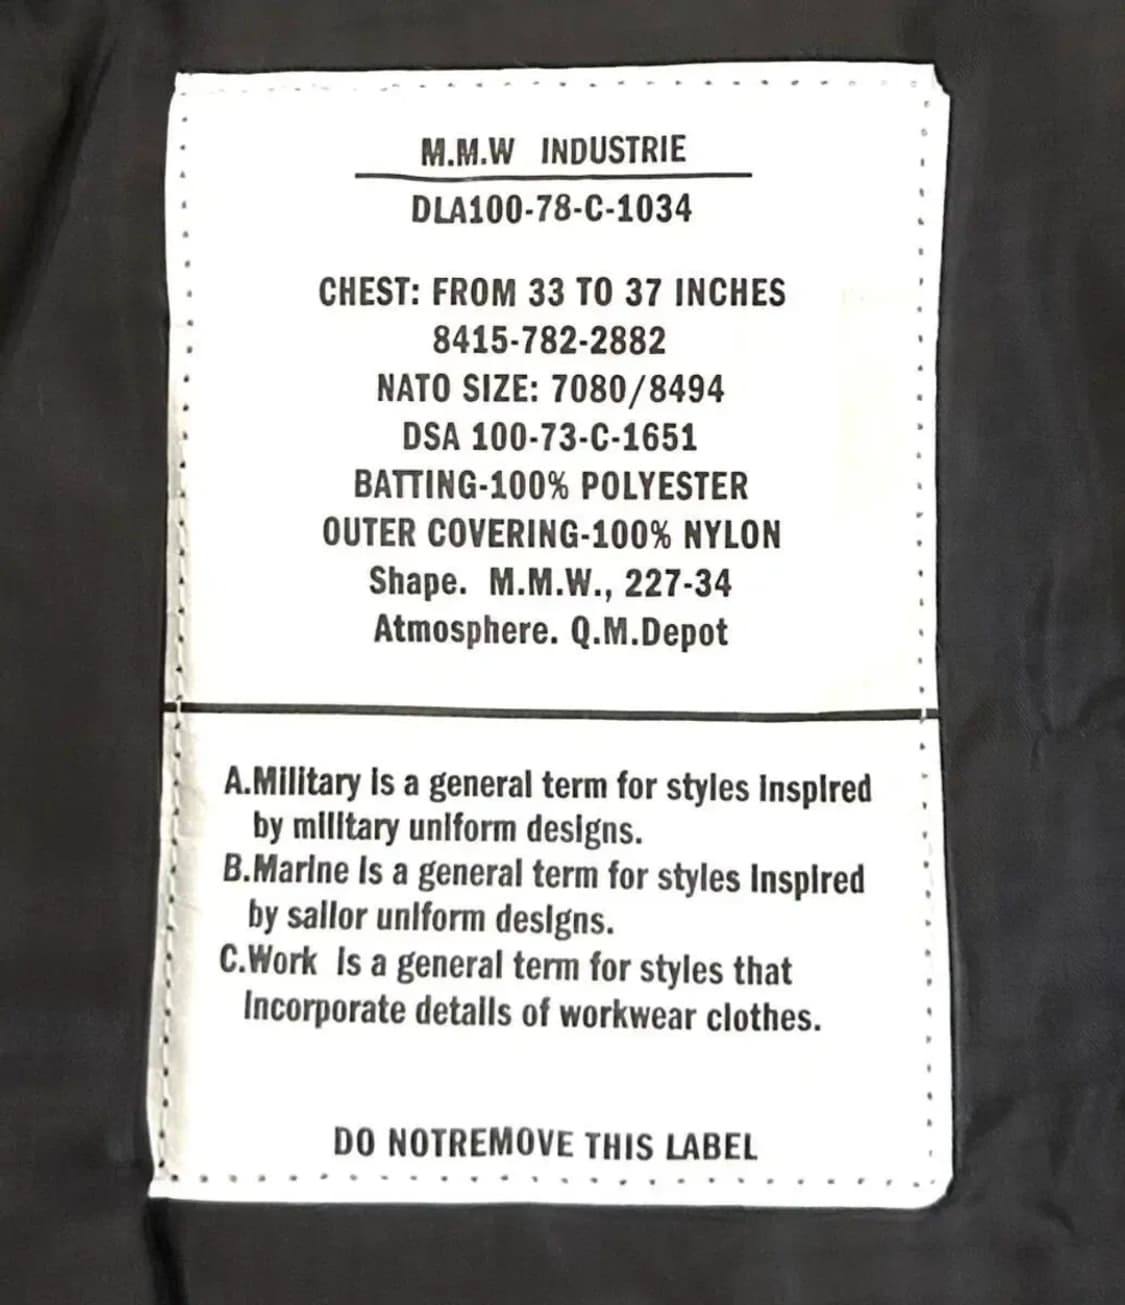 M.M.W INDUSTRIE
DLA100-78-C-1034
CHEST: FROM 33 TO 37 INCHES
8415-782-2882
NATO SIZE: 7080/8494
DSA 100-73-C-1651
BATTING-100% POLYESTER
OUTER COVERING-100% NYLON
Shape. M.M.W., 227-34
Atmosphere. Q.M.Depot
A.Military is a general term for styles inspired
by military uniform designs.
B.Marine is a general term for styles inspired
by sailor uniform designs.
C.Work is a general term for styles that
incorporate details of workwear clothes.
DO NOTREMOVE THIS LABEL